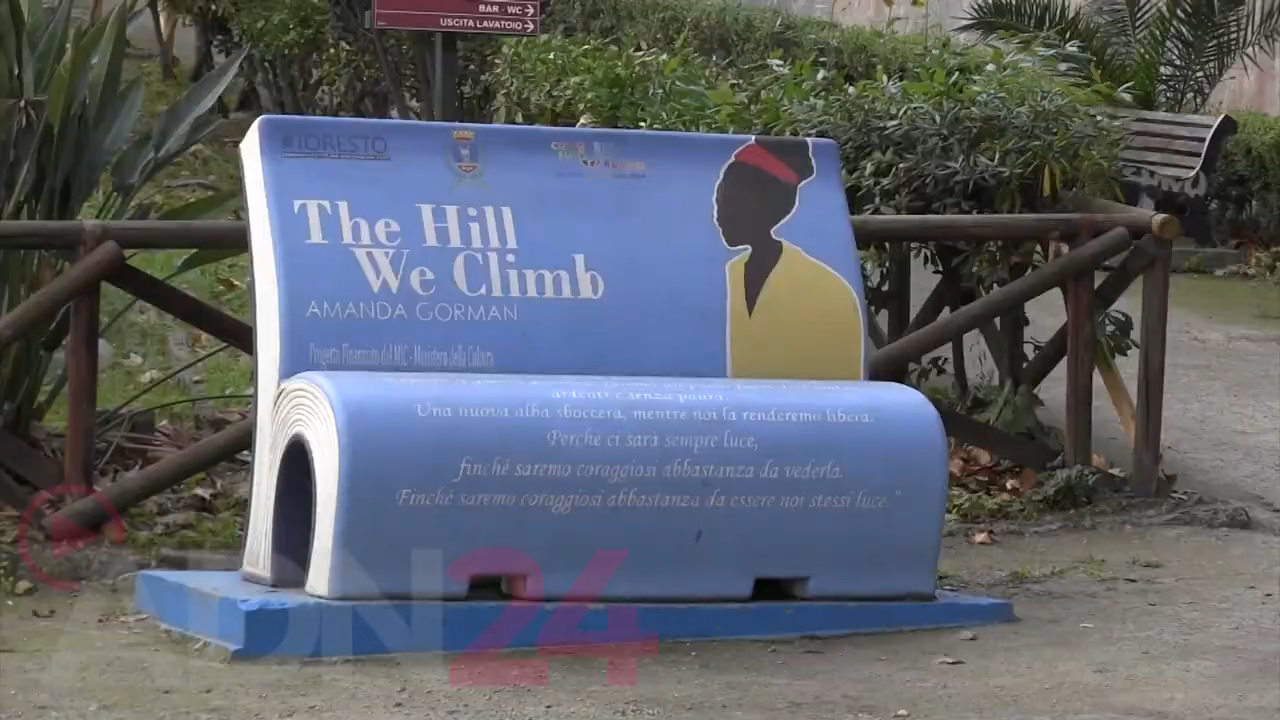 BAR - WC
USCITA LAVATOIO
#IORESTO
The Hill
We Climb
AMANDA GORMAN
Progetto Finanziato dal MIC - Ministero della Cultura
ardenti e senza paura.
Una nuova alba sboccerà, mentre noi la renderemo libera.
Perché ci sarà sempre luce,
finché saremo coraggiosi abbastanza da vederla.
Finché saremo coraggiosi abbastanza da essere noi stessi luce."
ADN24